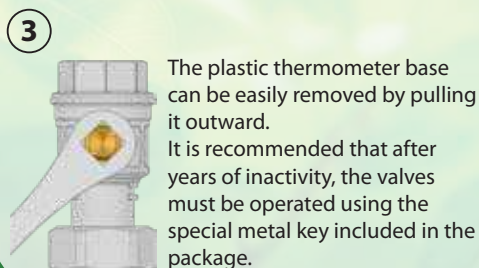 3
The plastic thermometer base
can be easily removed by pulling
it outward.
It is recommended that after
years of inactivity, the valves
must be operated using the
special metal key included in the
package.